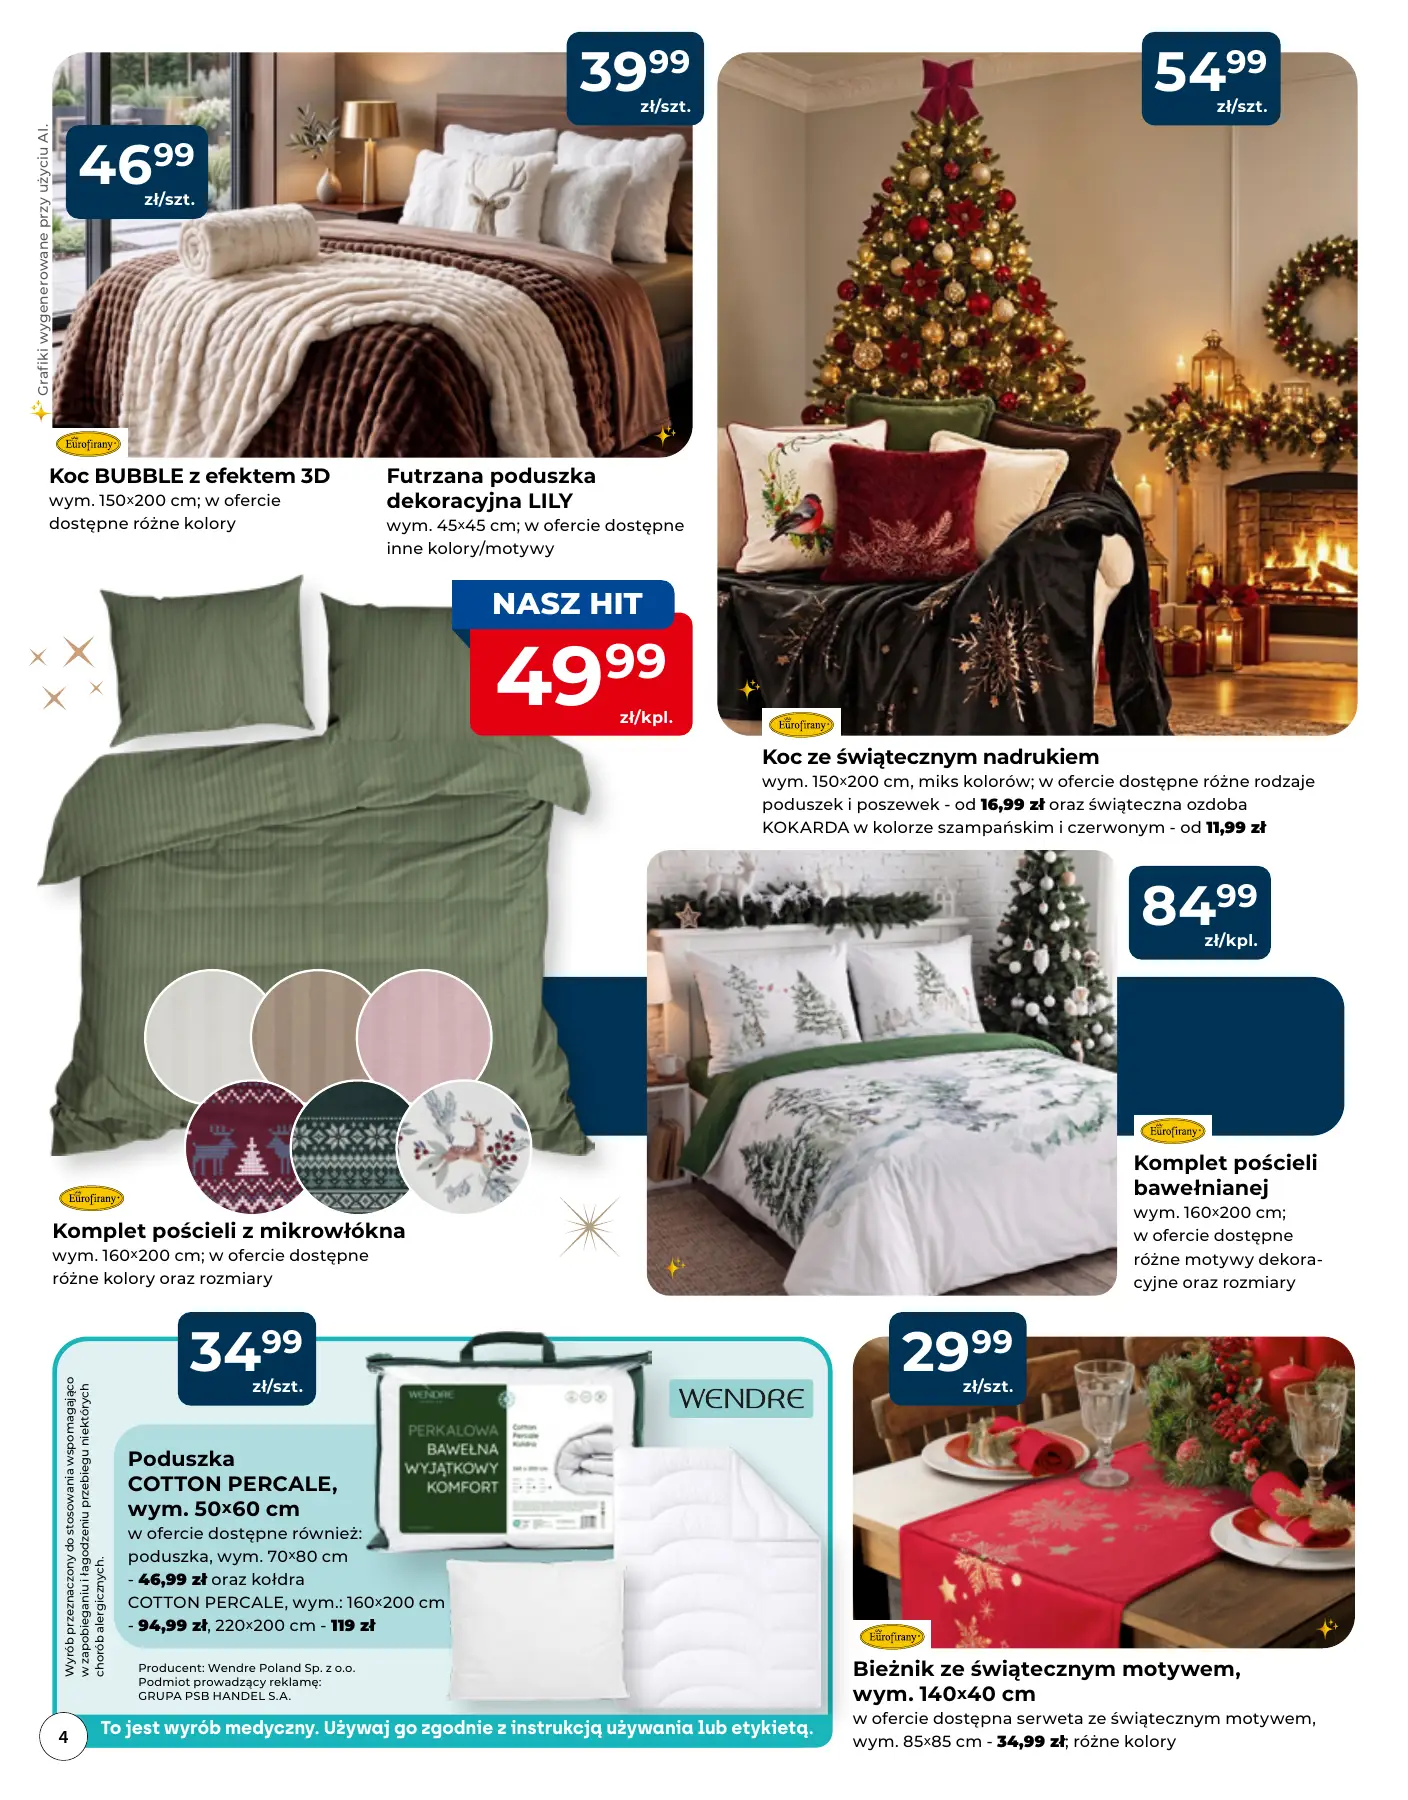 Grafiki wygenerowane przy użyciu AI.
46 99
zł/szt.
39 99
zł/szt.
54 99
zł/szt.
Eurofirany
Koc BUBBLE z efektem 3D
wym. 150×200 cm; w ofercie
dostępne różne kolory
Futrzana poduszka
dekoracyjna LILY
wym. 45×45 cm; w ofercie dostępne
inne kolory/motywy
NASZ HIT
49 99
zł/kpl.
Eurofirany
Koc ze świątecznym nadrukiem
wym. 150×200 cm, miks kolorów; w ofercie dostępne różne rodzaje
poduszek i poszewek - od 16,99 zł oraz świąteczna ozdoba
KOKARDA w kolorze szampańskim i czerwonym - od 11,99 zł
84 99
zł/kpl.
Eurofirany
Komplet pościeli
bawełnianej
wym. 160×200 cm;
w ofercie dostępne
różne motywy dekora-
cyjne oraz rozmiary
Eurofirany
Komplet pościeli z mikrowłókna
wym. 160×200 cm; w ofercie dostępne
różne kolory oraz rozmiary
34 99
zł/szt.
Wyrób przeznaczony do stosowania wspomagająco
w zapobieganiu i łagodzeniu przebiegu niektórych
chorób alergicznych.
Poduszka
COTTON PERCALE,
wym. 50×60 cm
w ofercie dostępne również:
poduszka, wym. 70×80 cm
- 46,99 zł oraz kołdra
COTTON PERCALE, wym.: 160×200 cm
- 94,99 zł, 220×200 cm - 119 zł
Producent: Wendre Poland Sp. z o.o.
Podmiot prowadzący reklamę:
GRUPA PSB HANDEL S.A.
WENDRE
PERKALOWA
BAWEŁNA
WYJĄTKOWY
KOMFORT
Cotton
Percale
Kołdra
WENDRE
To jest wyrób medyczny. Używaj go zgodnie z instrukcją używania lub etykietą.
4
29 99
zł/szt.
Eurofirany
Bieżnik ze świątecznym motywem,
wym. 140×40 cm
w ofercie dostępna serweta ze świątecznym motywem,
wym. 85×85 cm - 34,99 zł; różne kolory